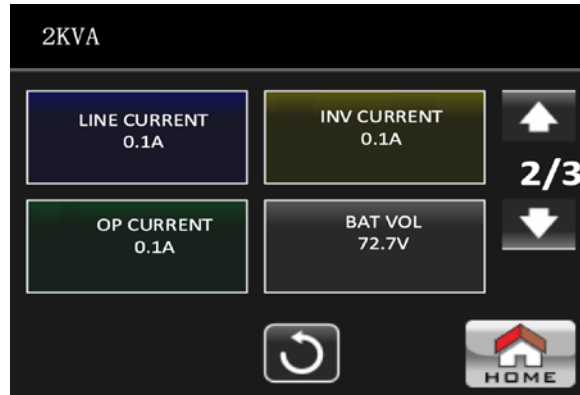 2KVA
LINE CURRENT
0.1A
INV CURRENT
0.1A
2/3
OP CURRENT
0.1A
BAT VOL
72.7V
HOME